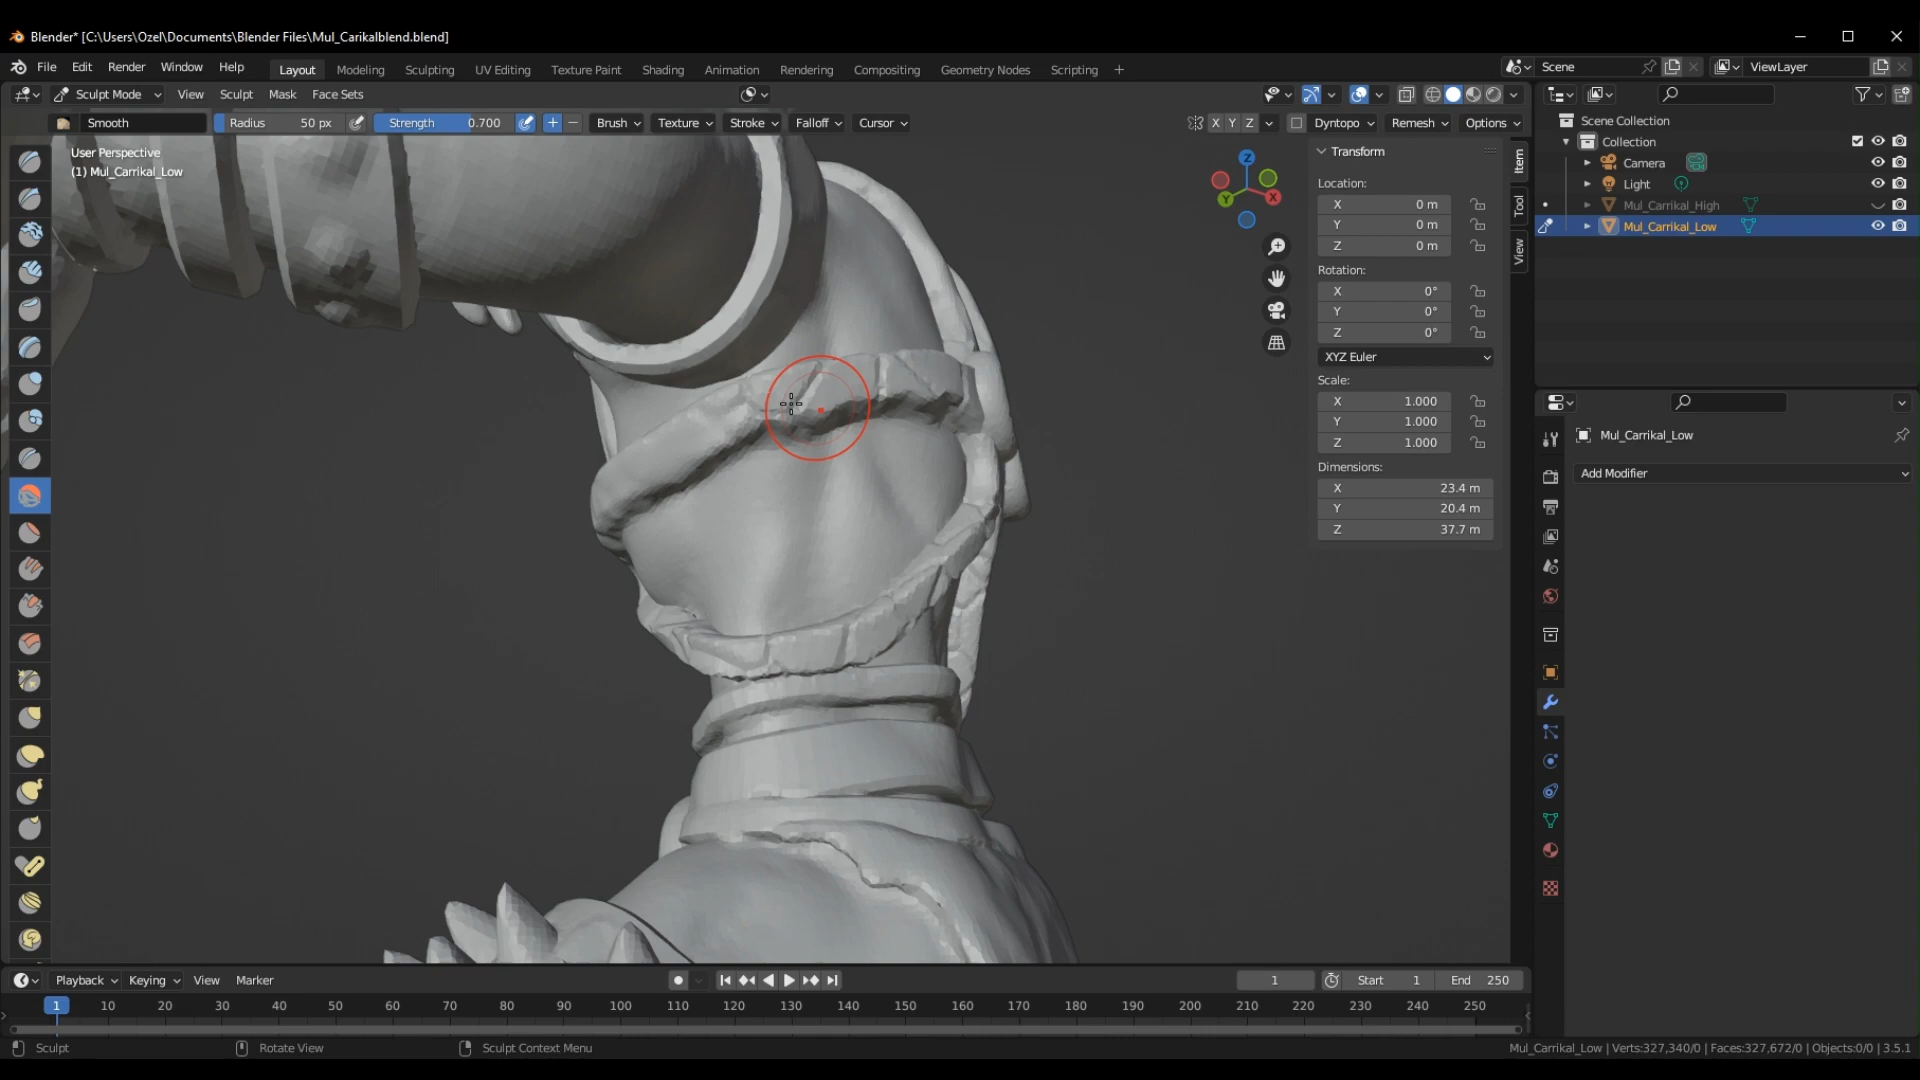 Blender* [C:\Users\Ozel\Documents\Blender Files\Mul_Carikalblend.blend]
File Edit Render Window Help Layout Modeling Sculpting UV Editing Texture Paint Shading Animation Rendering Compositing Geometry Nodes Scripting + Scene ViewLayer
Sculpt Mode View Sculpt Mask Face Sets
Smooth Radius 50 px Strength 0.700 Brush Texture Stroke Falloff Cursor X Y Z Dyntopo Remesh Options
User Perspective
(1) Mul_Carrikal_Low
Z
X
Y
Transform
Location:
X 0 m
Y 0 m
Z 0 m
Rotation:
X 0°
Y 0°
Z 0°
XYZ Euler
Scale:
X 1.000
Y 1.000
Z 1.000
Dimensions:
X 23.4 m
Y 20.4 m
Z 37.7 m
Item
Tool
View
Scene Collection
Collection
Camera
Light
Mul_Carrikal_High
Mul_Carrikal_Low
Mul_Carrikal_Low
Add Modifier
Playback Keying View Marker 1 Start 1 End 250
1 10 20 30 40 50 60 70 80 90 100 110 120 130 140 150 160 170 180 190 200 210 220 230 240 250
Sculpt Rotate View Sculpt Context Menu Mul_Carrikal_Low | Verts:327,340/0 | Faces:327,672/0 | Objects:0/0 | 3.5.1